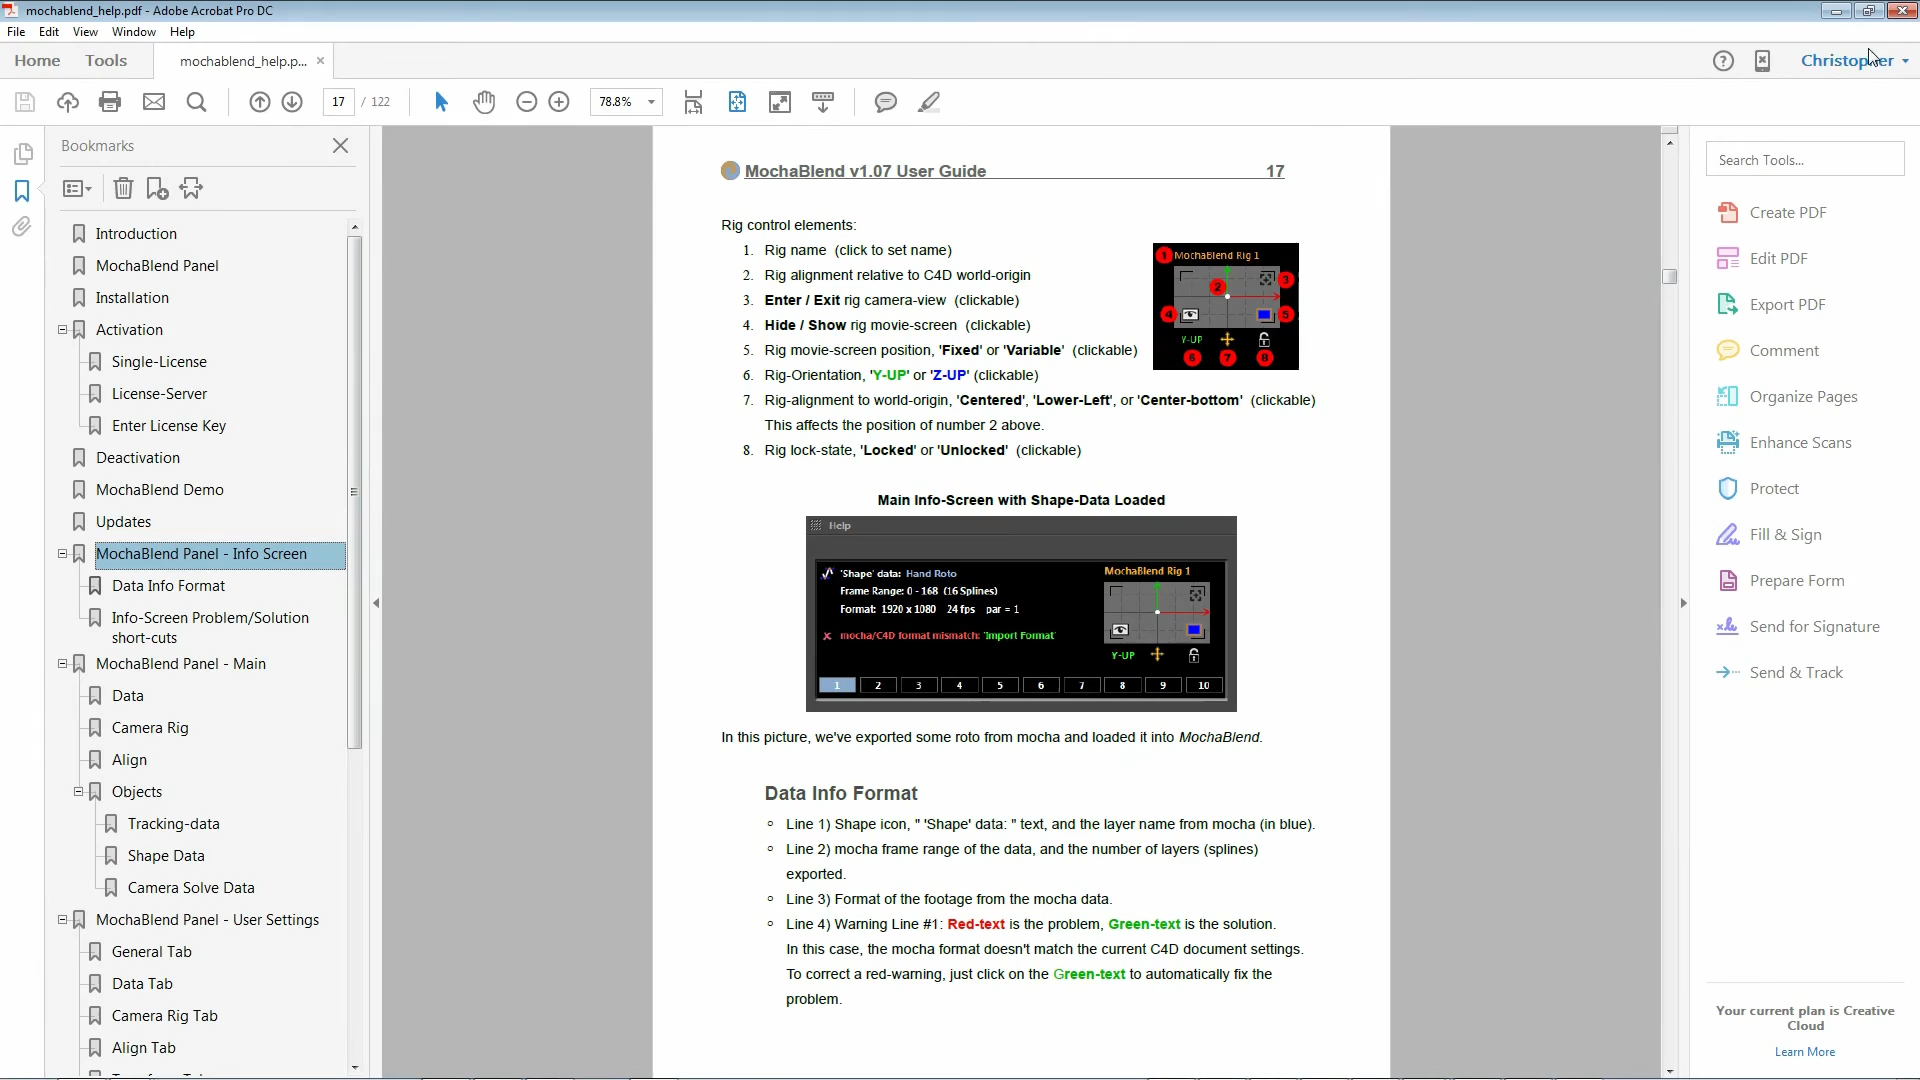 mochablend_help.pdf - Adobe Acrobat Pro DC
File Edit View Window Help
Home Tools mochablend_help.p... ×
Christopher
17 / 122 78.8%
Bookmarks
Introduction
MochaBlend Panel
Installation
Activation
Single-License
License-Server
Enter License Key
Deactivation
MochaBlend Demo
Updates
MochaBlend Panel - Info Screen
Data Info Format
Info-Screen Problem/Solution
short-cuts
MochaBlend Panel - Main
Data
Camera Rig
Align
Objects
Tracking-data
Shape Data
Camera Solve Data
MochaBlend Panel - User Settings
General Tab
Data Tab
Camera Rig Tab
Align Tab
MochaBlend v1.07 User Guide 17
Rig control elements:
1. Rig name (click to set name)
2. Rig alignment relative to C4D world-origin
3. Enter / Exit rig camera-view (clickable)
4. Hide / Show rig movie-screen (clickable)
5. Rig movie-screen position, 'Fixed' or 'Variable' (clickable)
6. Rig-Orientation, 'Y-UP' or 'Z-UP' (clickable)
7. Rig-alignment to world-origin, 'Centered', 'Lower-Left', or 'Center-bottom' (clickable)
This affects the position of number 2 above.
8. Rig lock-state, 'Locked' or 'Unlocked' (clickable)
1 MochaBlend Rig 1
2 3
4 5
Y-UP
6 7 8
Main Info-Screen with Shape-Data Loaded
Help
'Shape' data: Hand Roto
Frame Range: 0 - 168 (16 Splines)
Format: 1920 x 1080 24 fps par = 1
x mocha/C4D format mismatch: 'Import Format'
MochaBlend Rig 1
Y-UP
1 2 3 4 5 6 7 8 9 10
In this picture, we've exported some roto from mocha and loaded it into MochaBlend.
Data Info Format
Line 1) Shape icon, " 'Shape' data: " text, and the layer name from mocha (in blue).
Line 2) mocha frame range of the data, and the number of layers (splines)
exported.
Line 3) Format of the footage from the mocha data.
Line 4) Warning Line #1: Red-text is the problem, Green-text is the solution.
In this case, the mocha format doesn't match the current C4D document settings.
To correct a red-warning, just click on the Green-text to automatically fix the
problem.
Search Tools...
Create PDF
Edit PDF
Export PDF
Comment
Organize Pages
Enhance Scans
Protect
Fill & Sign
Prepare Form
Send for Signature
Send & Track
Your current plan is Creative
Cloud
Learn More